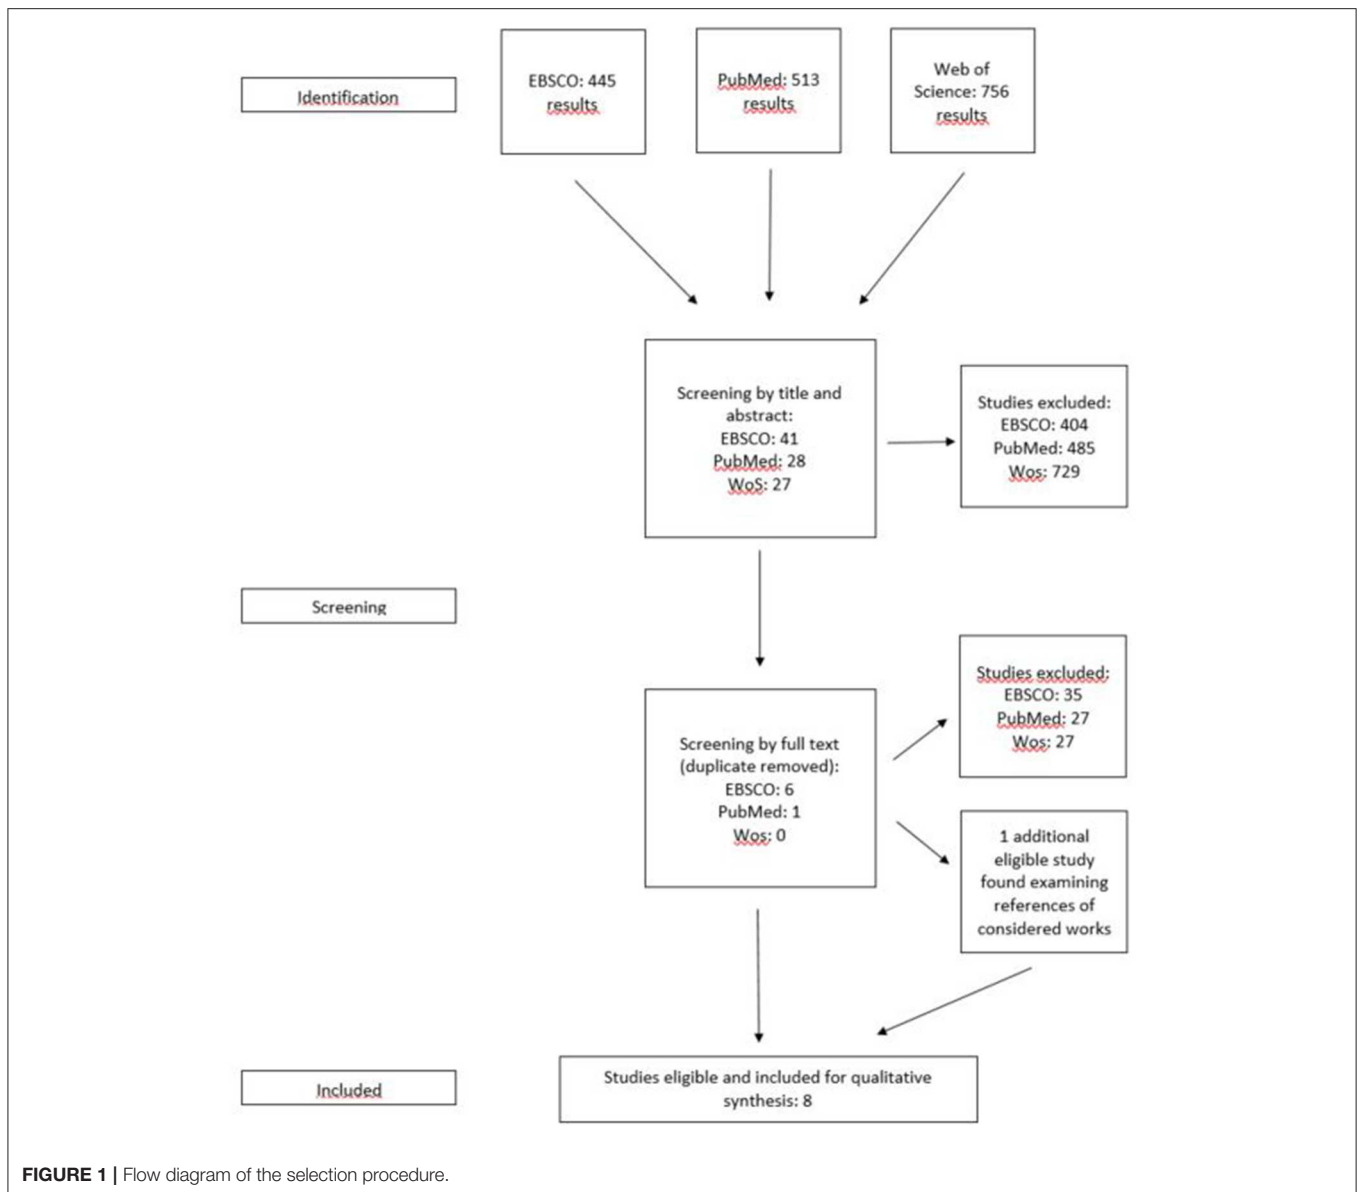 Identification
EBSCO: 445
results
PubMed: 513
results
Web of
Science: 756
results
Screening by title and
abstract:
EBSCO: 41
PubMed: 28
WoS: 27
Studies excluded:
EBSCO: 404
PubMed: 485
Wos: 729
Screening
Studies excluded:
EBSCO: 35
PubMed: 27
Wos: 27
Screening by full text
(duplicate removed):
EBSCO: 6
PubMed: 1
Wos: 0
1 additional
eligible study
found examining
references of
considered works
Included
Studies eligible and included for qualitative
synthesis: 8
FIGURE 1 | Flow diagram of the selection procedure.